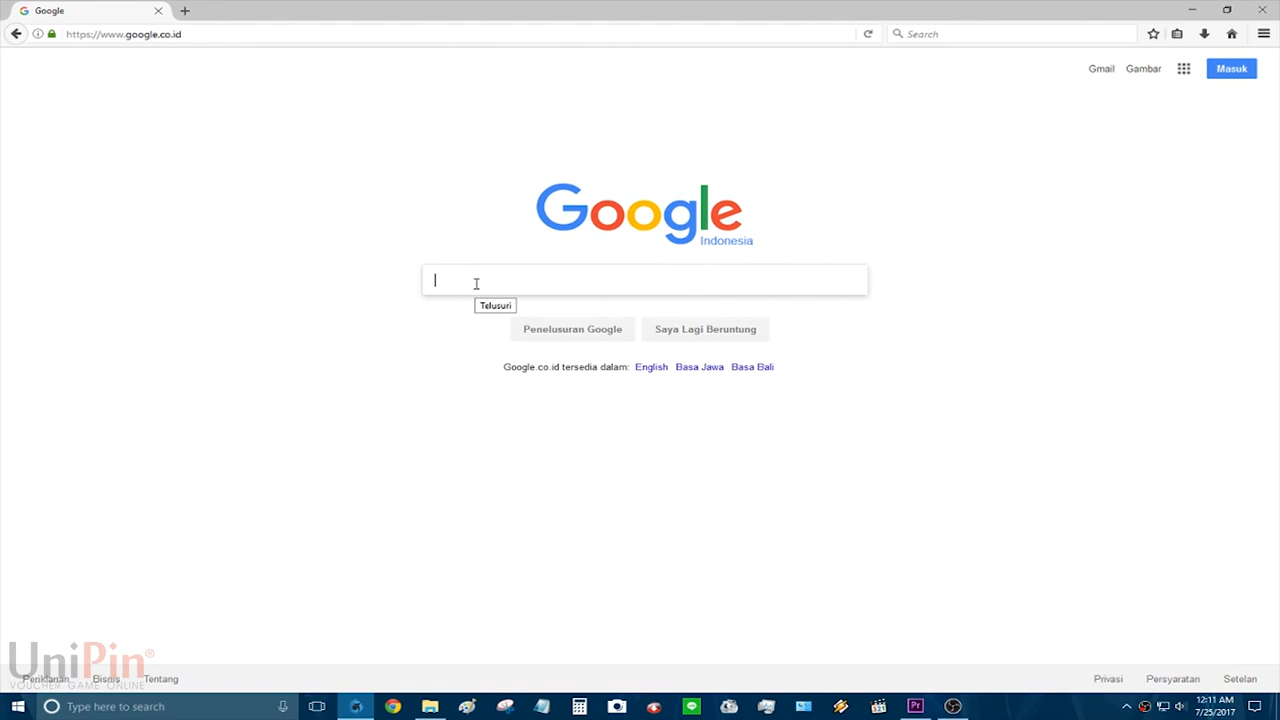 Google
https://www.google.co.id
Search
Gmail Gambar Masuk
Google
Indonesia
Telusuri
Penelusuran Google Saya Lagi Beruntung
Google.co.id tersedia dalam: English Basa Jawa Basa Bali
UniPin®
VOUCHER GAME ONLINE
Periklanan Bisnis Tentang Privasi Persyaratan Setelan
Type here to search
Pr
LINE
12:11 AM
7/25/2017